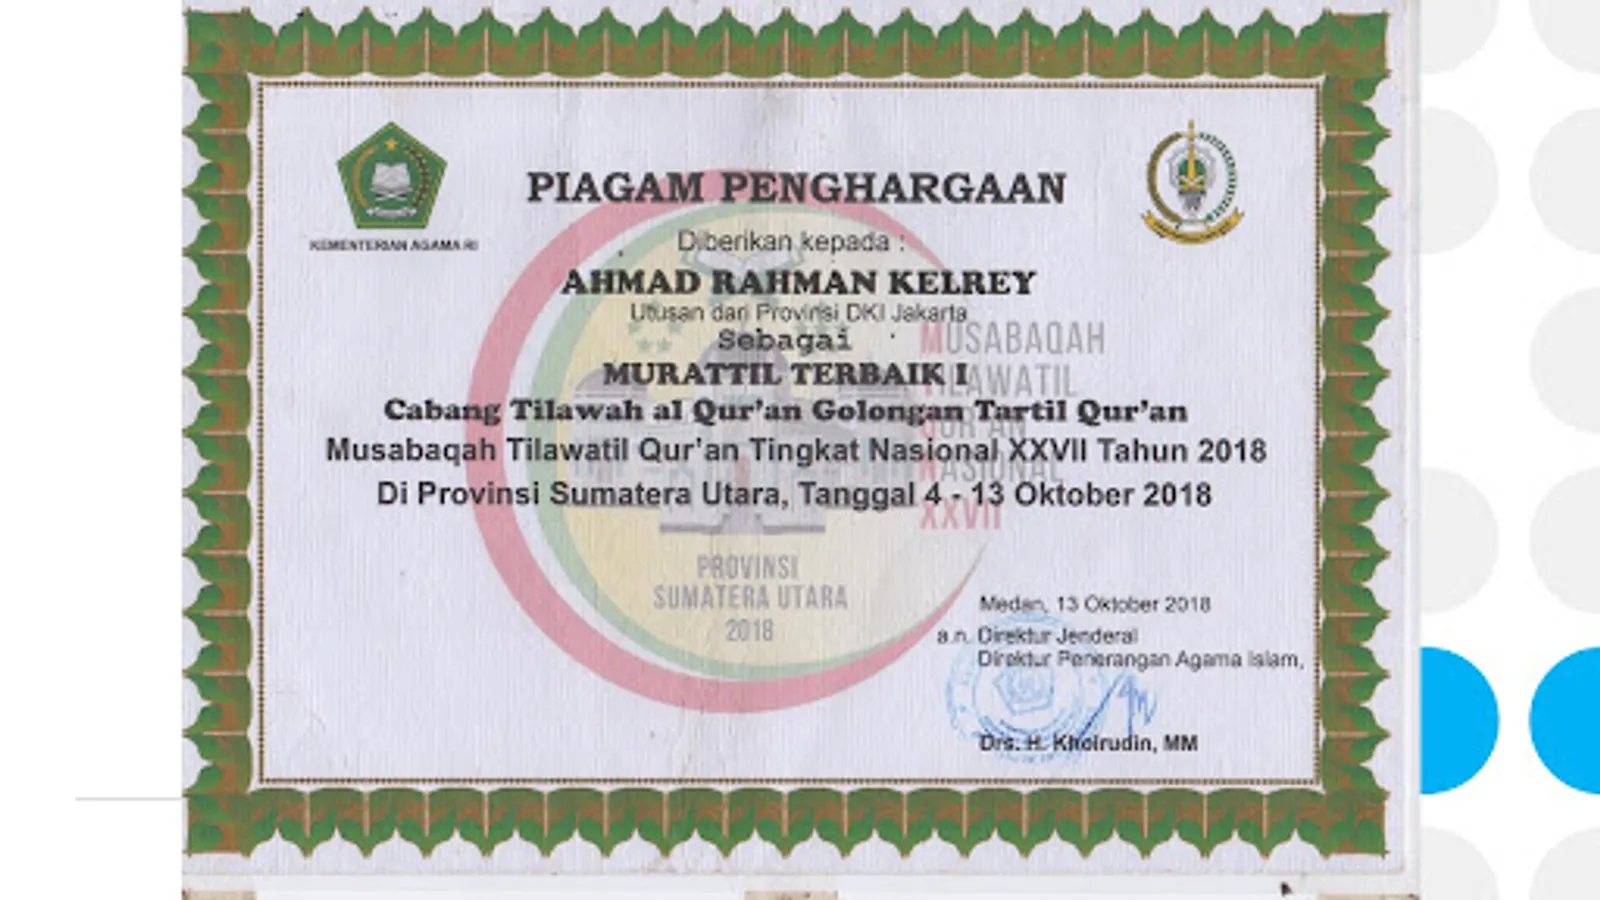 PIAGAM PENGHARGAAN
KEMENTERIAN AGAMA RI
Diberikan kepada :
AHMAD RAHMAN KELREY
Utusan dari Provinsi DKI Jakarta
Sebagai
MURATTIL TERBAIK I
Cabang Tilawah al Qur'an Golongan Tartil Qur'an
Musabaqah Tilawatil Qur'an Tingkat Nasional XXVII Tahun 2018
Di Provinsi Sumatera Utara, Tanggal 4 - 13 Oktober 2018
MUSABAQAH
TILAWATIL
QUR'AN
NASIONAL
XXVII
PROVINSI
SUMATERA UTARA
2018
Medan, 13 Oktober 2018
a.n. Direktur Jenderal
Direktur Penerangan Agama Islam,
Drs. H. Khoirudin, MM